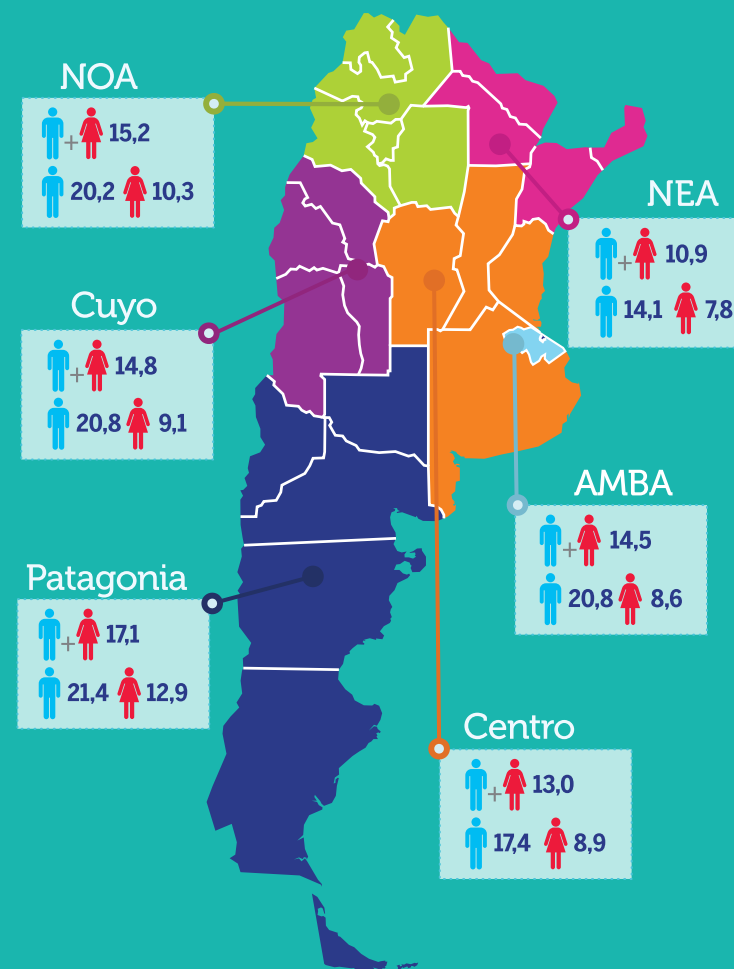 NOA
+ 15,2
20,2 10,3
NEA
+ 10,9
14,1 7,8
Cuyo
+ 14,8
20,8 9,1
AMBA
+ 14,5
20,8 8,6
Patagonia
+ 17,1
21,4 12,9
Centro
+ 13,0
17,4 8,9